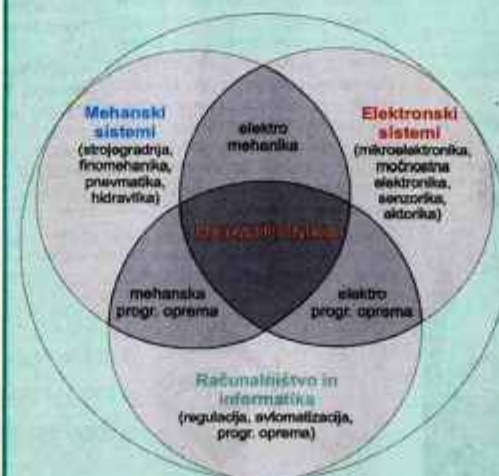 Mehanski
sistemi
(strojegradnja,
finomehanika,
pnevmatika,
hidravlika)
elektro
mehanika
Elektronski
sistemi
(mikroelektronika,
močnostna
elektronika,
senzorika,
aktorika)
Mekatronika
mehanska
progr. oprema
elektro
progr. oprema
Računalništvo in
informatika
(regulacija, avtomatizacija,
progr. oprema)